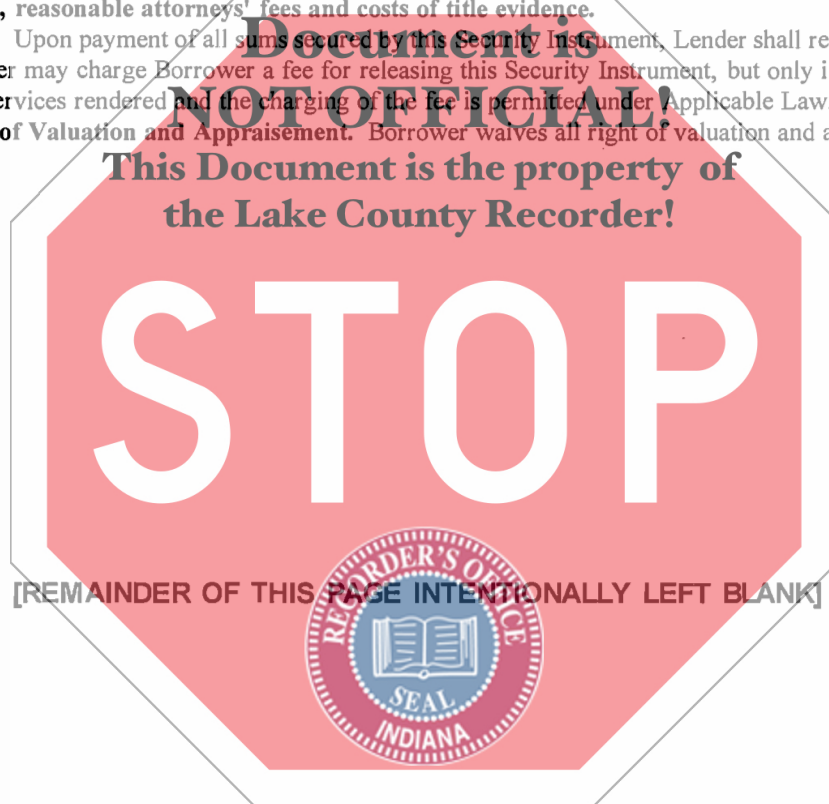 , reasonable attorneys' fees and costs of title evidence.
Document is
Upon payment of all sums secured by this Security Instrument, Lender shall re
er may charge Borrower a fee for releasing this Security Instrument, but only i
NOT OFFICIAL!
ervices rendered and the charging of the fee is permitted under Applicable Law.
of Valuation and Appraisement. Borrower waives all right of valuation and a
This Document is the property of
the Lake County Recorder!
STOP
[REMAINDER OF THIS PAGE INTENTIONALLY LEFT BLANK]
RECORDER'S OFFICE
SEAL
INDIANA